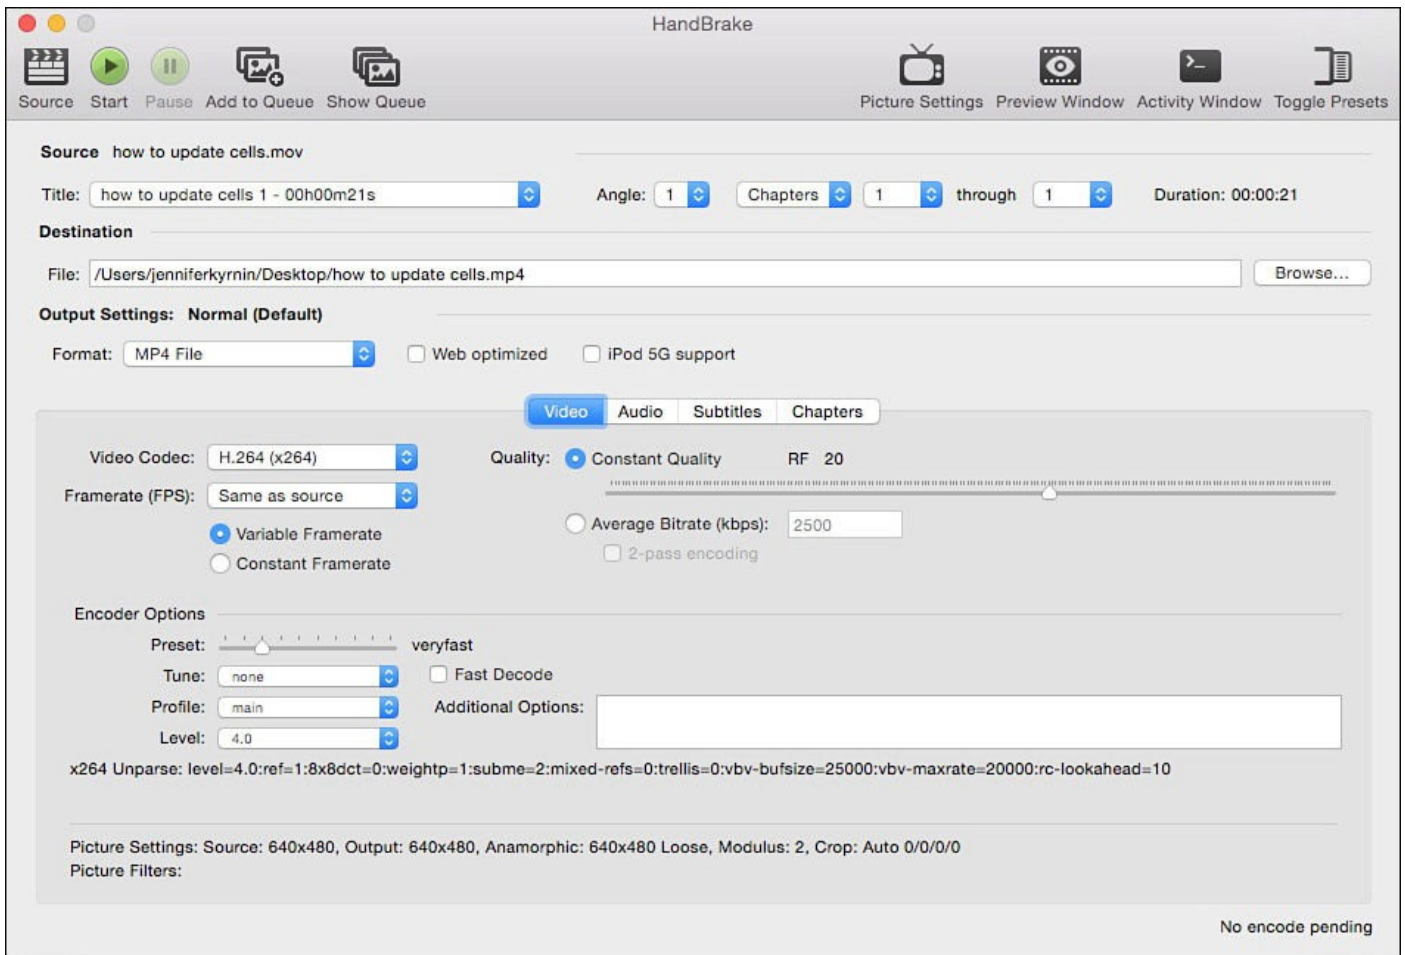 HandBrake
Source Start Pause Add to Queue Show Queue Picture Settings Preview Window Activity Window Toggle Presets
Source how to update cells.mov
Title: how to update cells 1 - 00h00m21s Angle: 1 Chapters 1 through 1 Duration: 00:00:21
Destination
File: /Users/jenniferkyrnin/Desktop/how to update cells.mp4 Browse...
Output Settings: Normal (Default)
Format: MP4 File Web optimized iPod 5G support
Video Audio Subtitles Chapters
Video Codec: H.264 (x264) Quality: Constant Quality RF 20
Framerate (FPS): Same as source
Average Bitrate (kbps): 2500
Variable Framerate
2-pass encoding
Constant Framerate
Encoder Options
Preset: veryfast
Tune: none Fast Decode
Profile: main Additional Options:
Level: 4.0
x264 Unparse: level=4.0:ref=1:8x8dct=0:weightp=1:subme=2:mixed-refs=0:trellis=0:vbv-bufsize=25000:vbv-maxrate=20000:rc-lookahead=10
Picture Settings: Source: 640x480, Output: 640x480, Anamorphic: 640x480 Loose, Modulus: 2, Crop: Auto 0/0/0/0
Picture Filters:
No encode pending